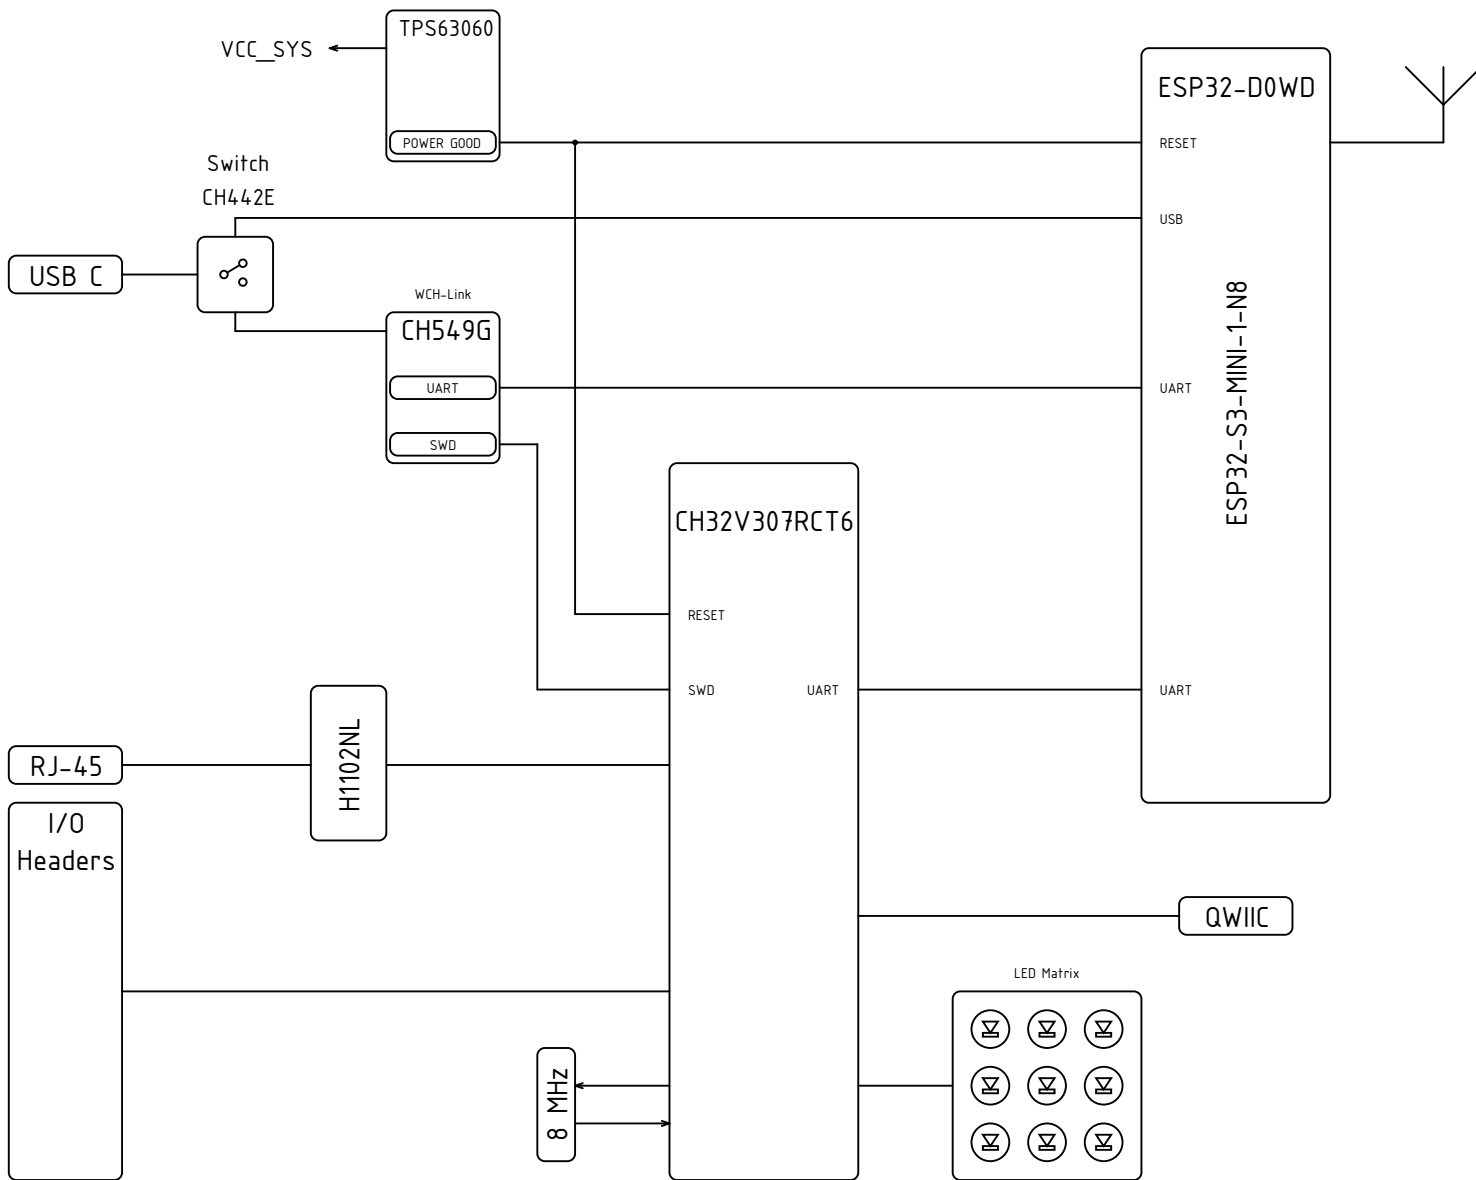 TPS63060
VCC_SYS
POWER GOOD
ESP32-D0WD
RESET
USB
ESP32-S3-MINI-1-N8
UART
UART
Switch
CH442E
USB C
WCH-Link
CH549G
UART
SWD
CH32V307RCT6
RESET
SWD
UART
RJ-45
H1102NL
I/O
Headers
QWIIC
LED Matrix
8 MHz